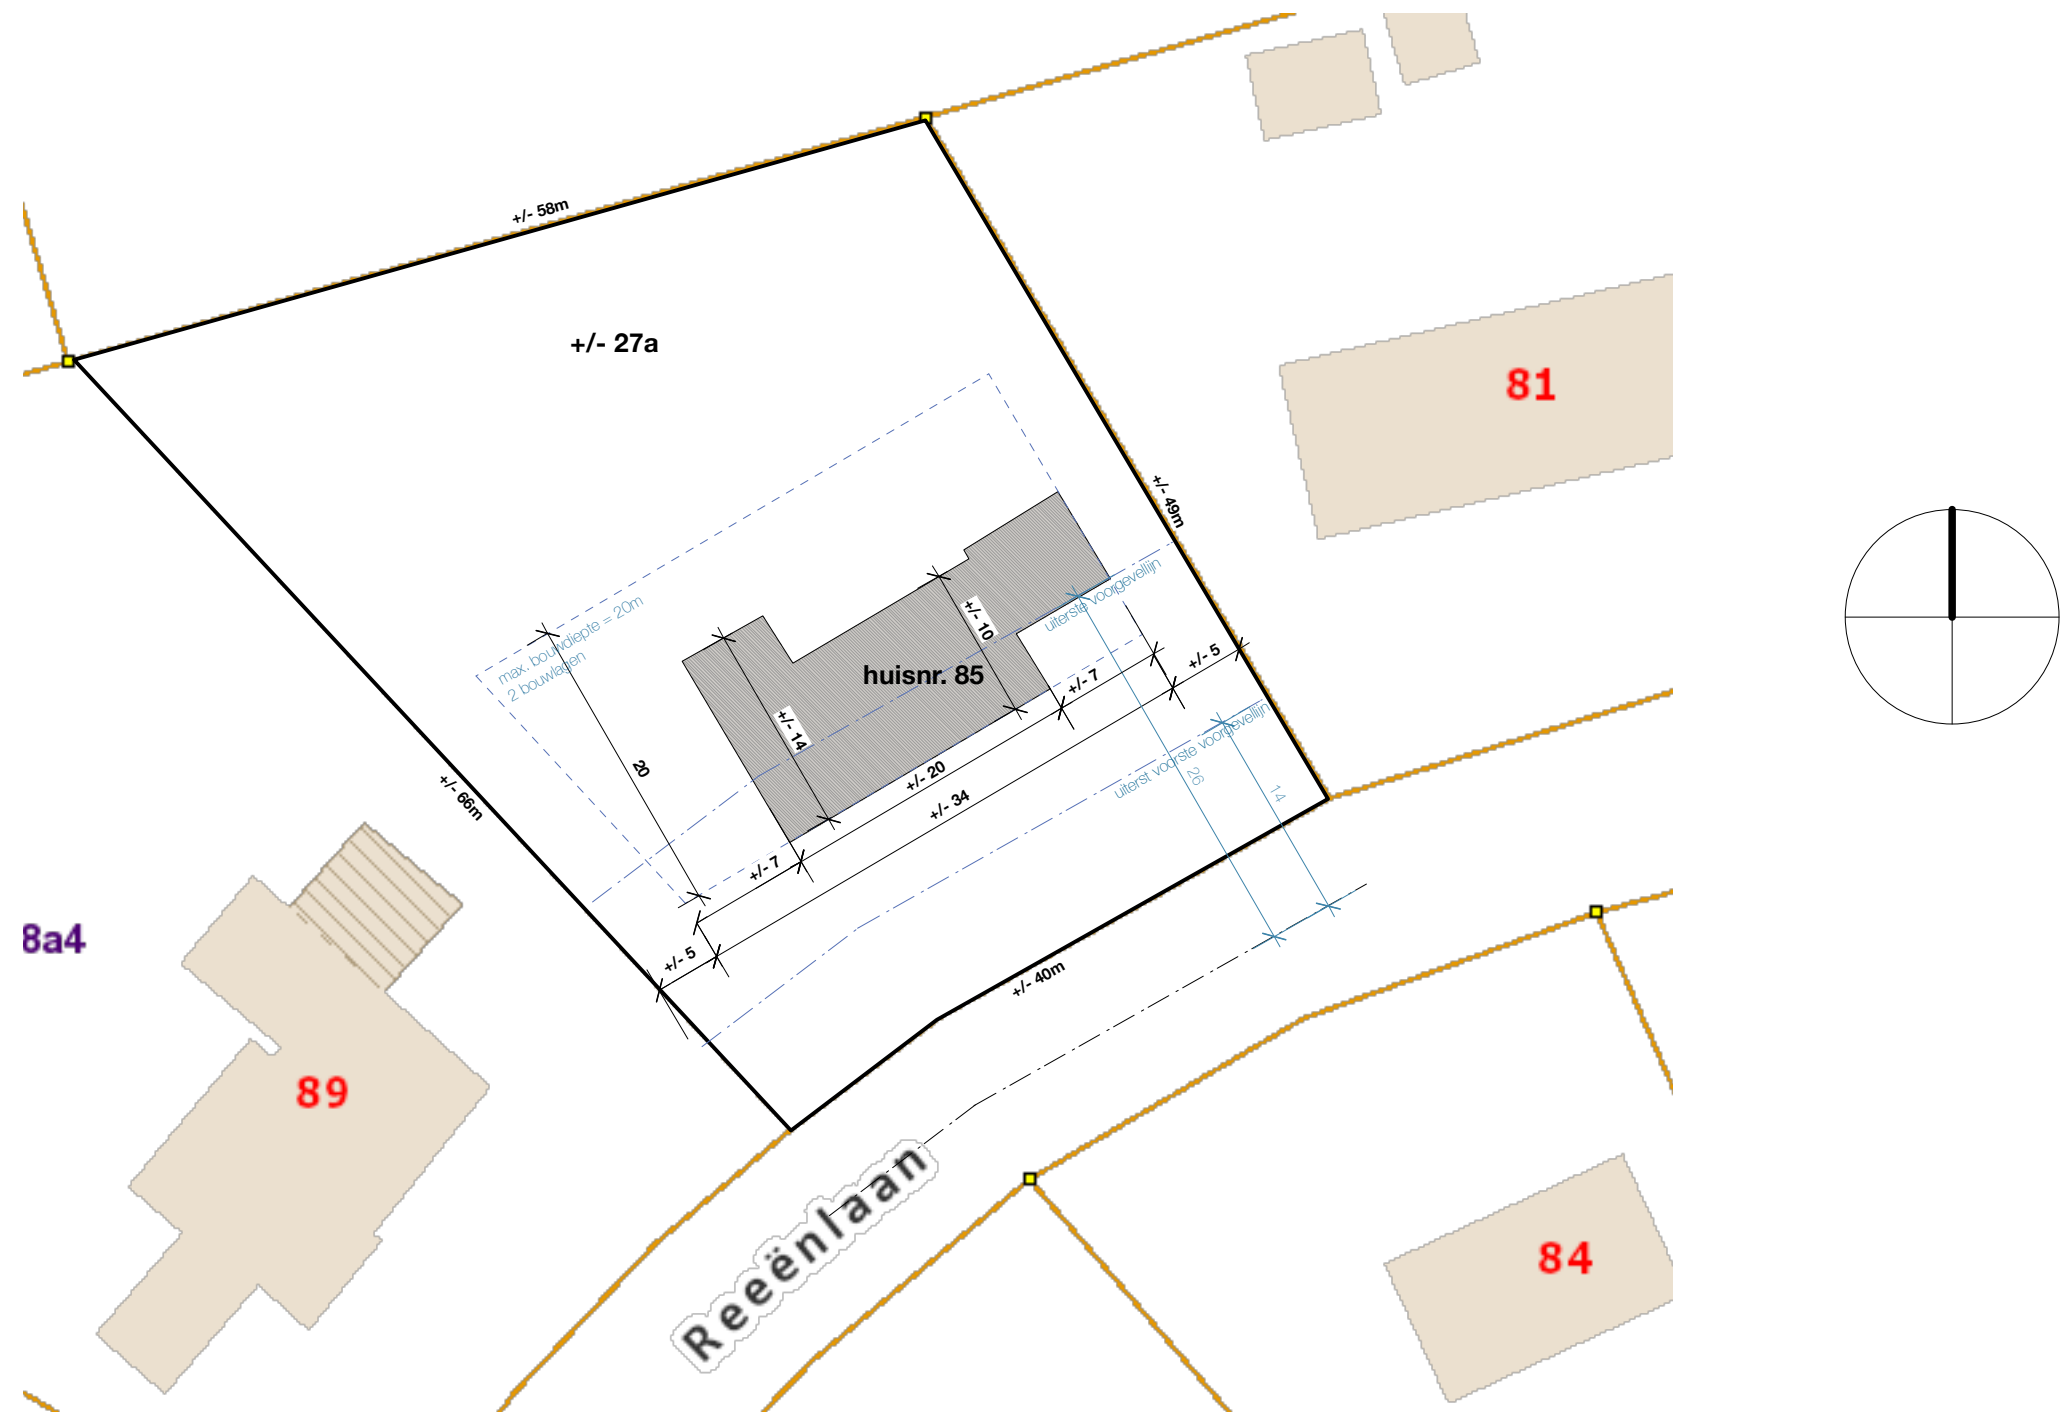 +/- 58m
+/- 27a
81
+/- 49m
max. bouwdiepte = 20m
2 bouwlagen
uiterste voorgevellijn
+/- 10
huisnr. 85
+/- 5
+/- 7
+/- 14
uiterst voorste voorgevellijn
20
+/- 20
26
14
+/- 34
+/- 66m
+/- 7
8a4
+/- 5
+/- 40m
89
Reeënlaan
84